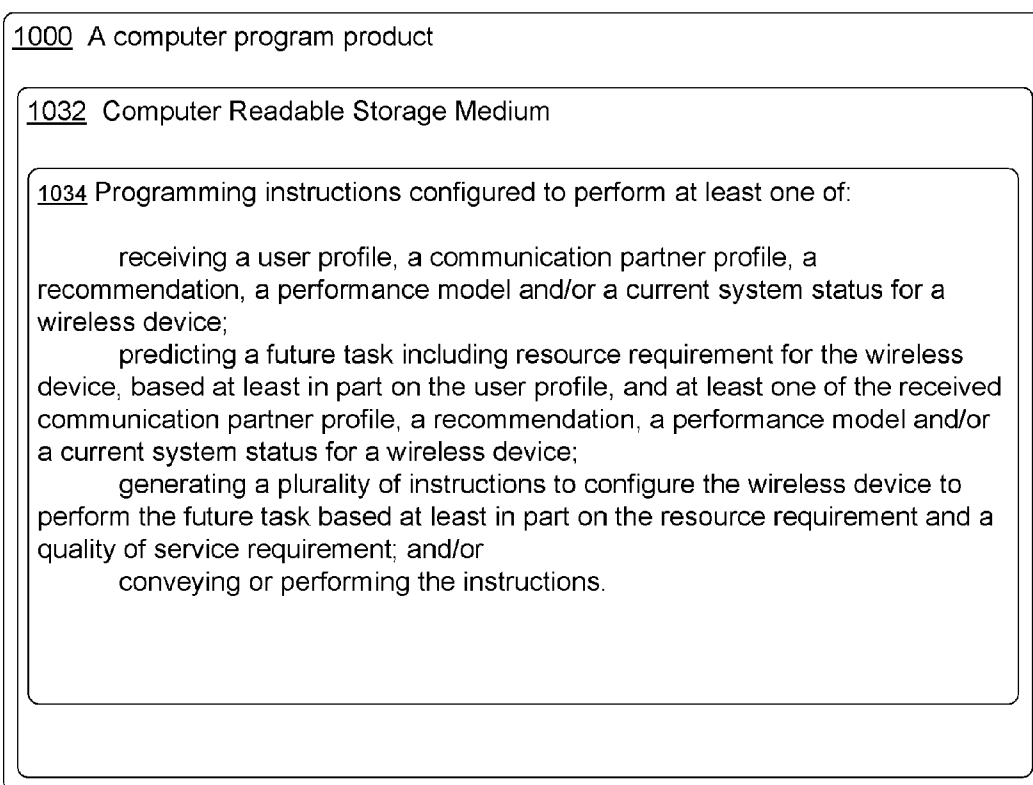 1000 A computer program product
1032 Computer Readable Storage Medium
1034 Programming instructions configured to perform at least one of:
receiving a user profile, a communication partner profile, a
recommendation, a performance model and/or a current system status for a
wireless device;
predicting a future task including resource requirement for the wireless
device, based at least in part on the user profile, and at least one of the received
communication partner profile, a recommendation, a performance model and/or
a current system status for a wireless device;
generating a plurality of instructions to configure the wireless device to
perform the future task based at least in part on the resource requirement and a
quality of service requirement; and/or
conveying or performing the instructions.